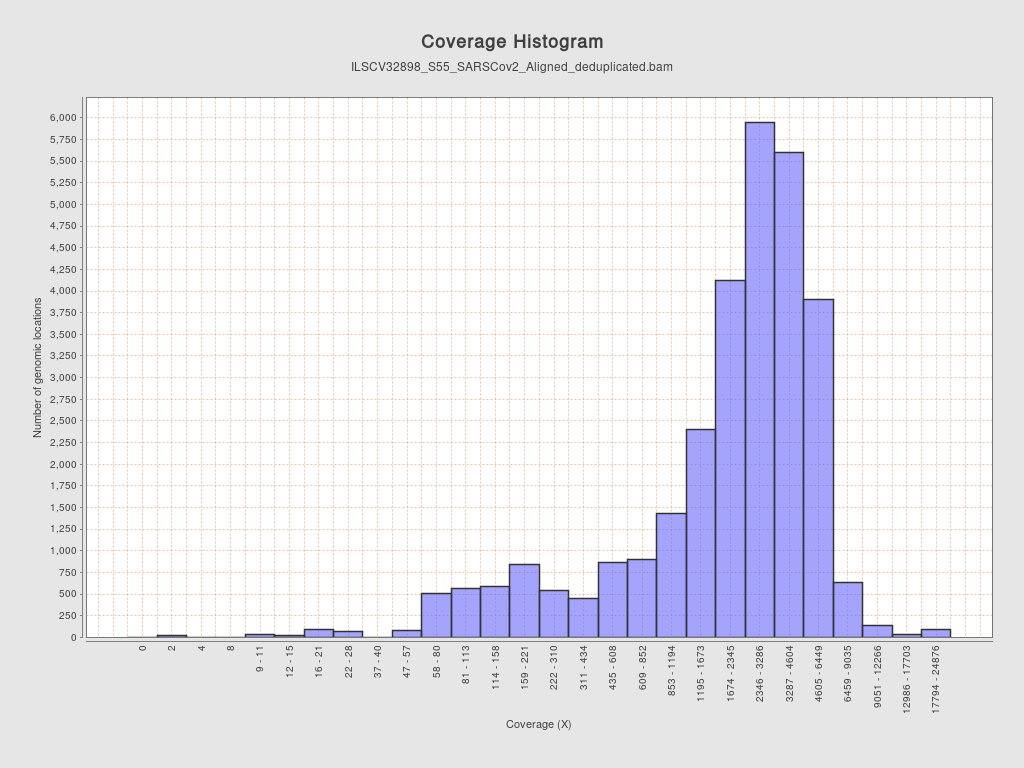 Coverage Histogram
ILSCV32898_S55_SARSCov2_Aligned_deduplicated.bam
Number of genomic locations
6,000
5,750
5,500
5,250
5,000
4,750
4,500
4,250
4,000
3,750
3,500
3,250
3,000
2,750
2,500
2,250
2,000
1,750
1,500
1,250
1,000
750
500
250
0
0
2
4
8
9 - 11
12 - 15
16 - 21
22 - 28
37 - 40
47 - 57
58 - 80
81 - 113
114 - 158
159 - 221
222 - 310
311 - 434
435 - 608
609 - 852
853 - 1194
1195 - 1673
1674 - 2345
2346 - 3286
3287 - 4604
4605 - 6449
6459 - 9035
9051 - 12266
12986 - 17703
17794 - 24876
Coverage (X)